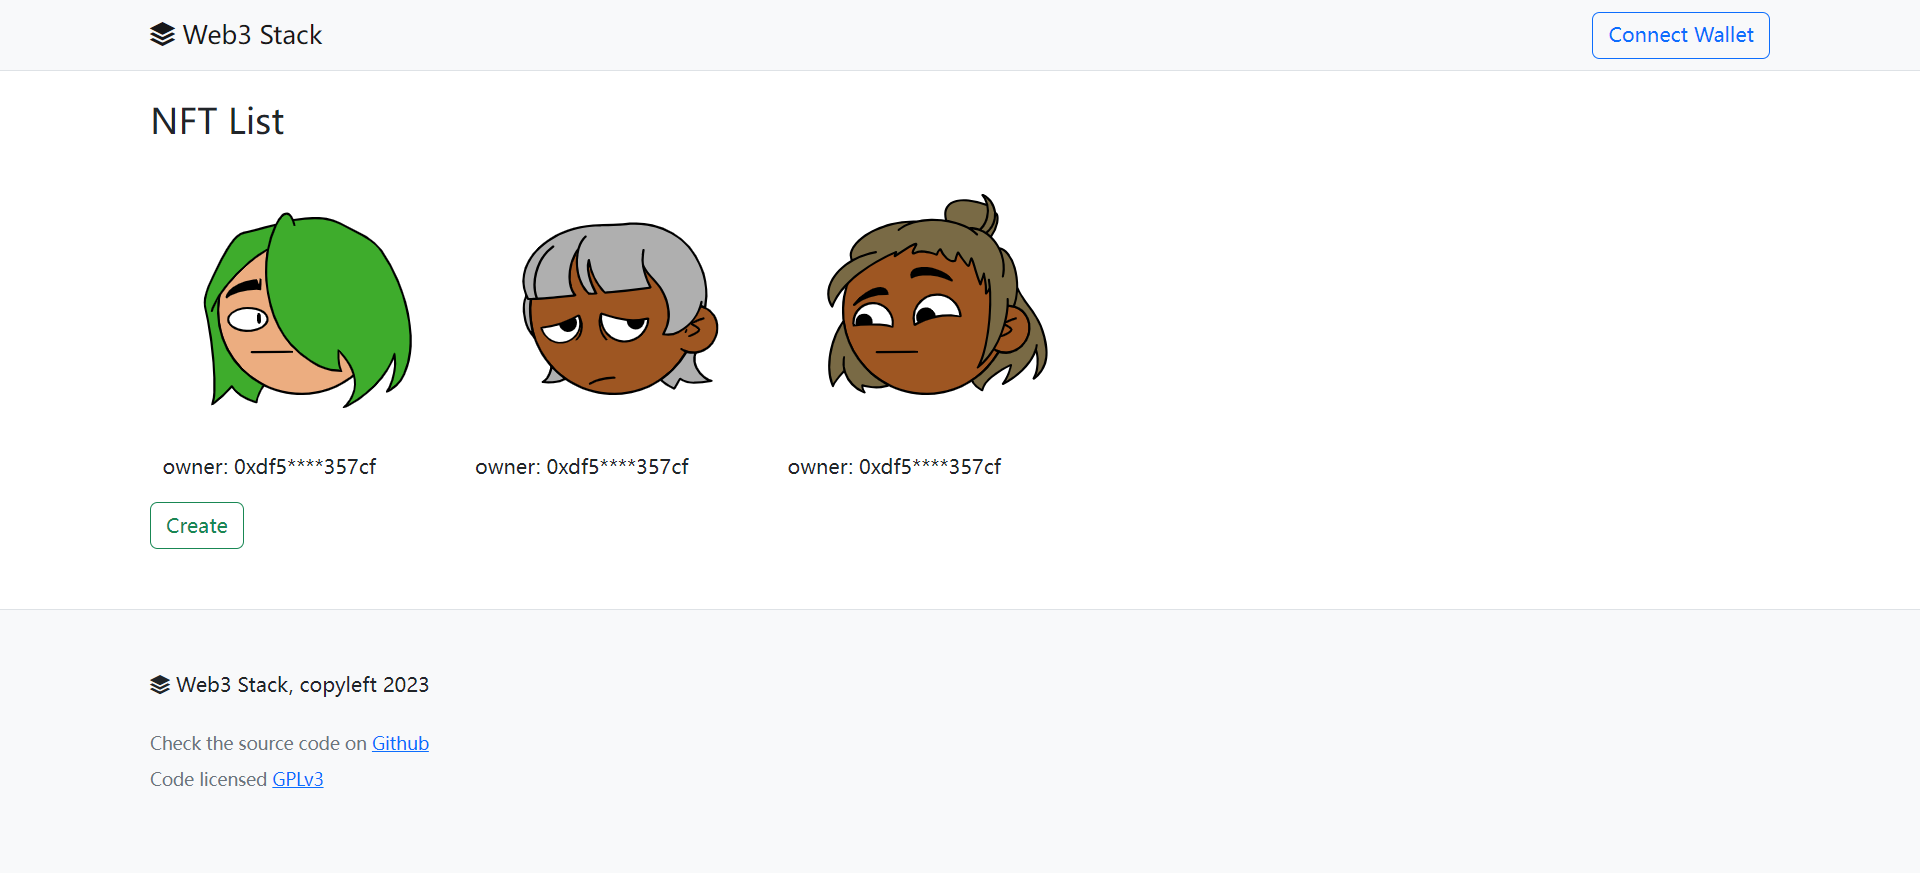 Web3 Stack
Connect Wallet
NFT List
owner: 0xdf5****357cf
owner: 0xdf5****357cf
owner: 0xdf5****357cf
Create
Web3 Stack, copyleft 2023
Check the source code on Github
Code licensed GPLv3